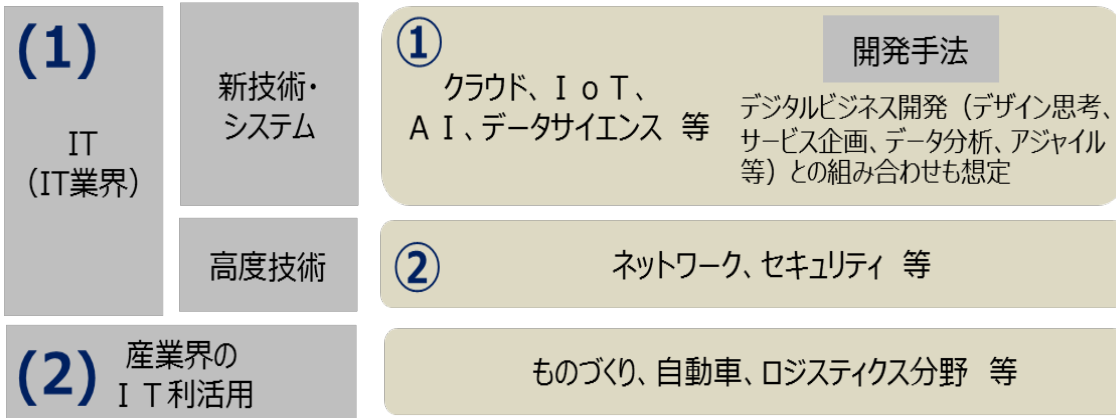 (1)
IT
（IT業界）
新技術・
システム
①
クラウド、ＩｏＴ、
ＡＩ、データサイエンス 等
開発手法
デジタルビジネス開発（デザイン思考、
サービス企画、データ分析、アジャイル
等）との組み合わせも想定
高度技術
②
ネットワーク、セキュリティ 等
(2)
産業界の
ＩＴ利活用
ものづくり、自動車、ロジスティクス分野 等